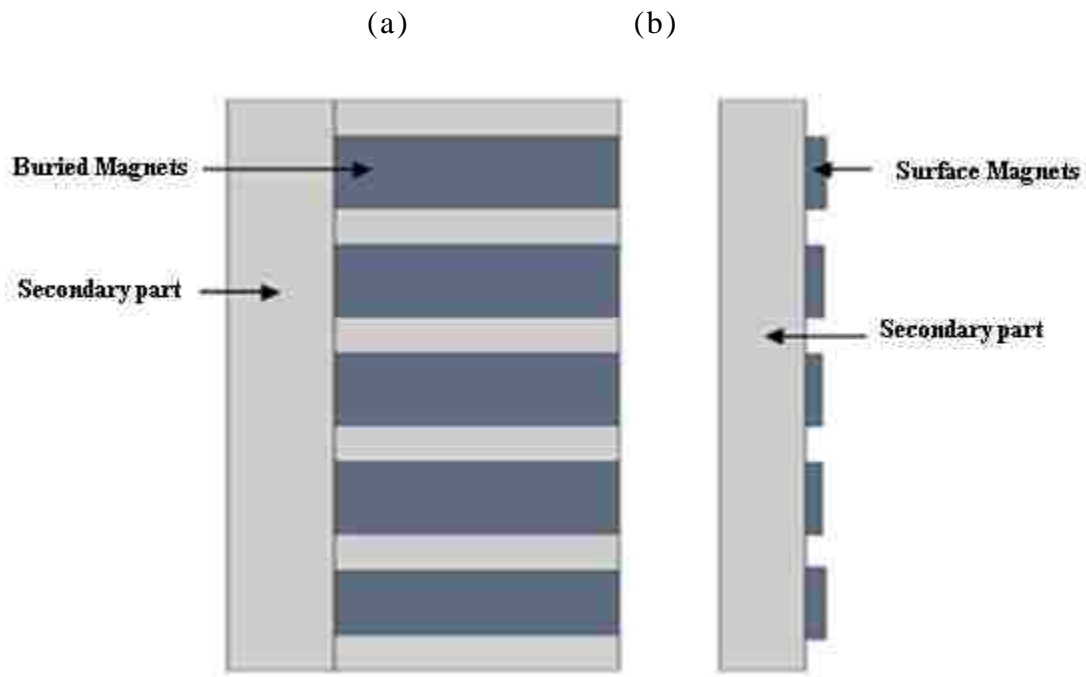 (a) (b)
Buried Magnets
Surface Magnets
Secondary part
Secondary part